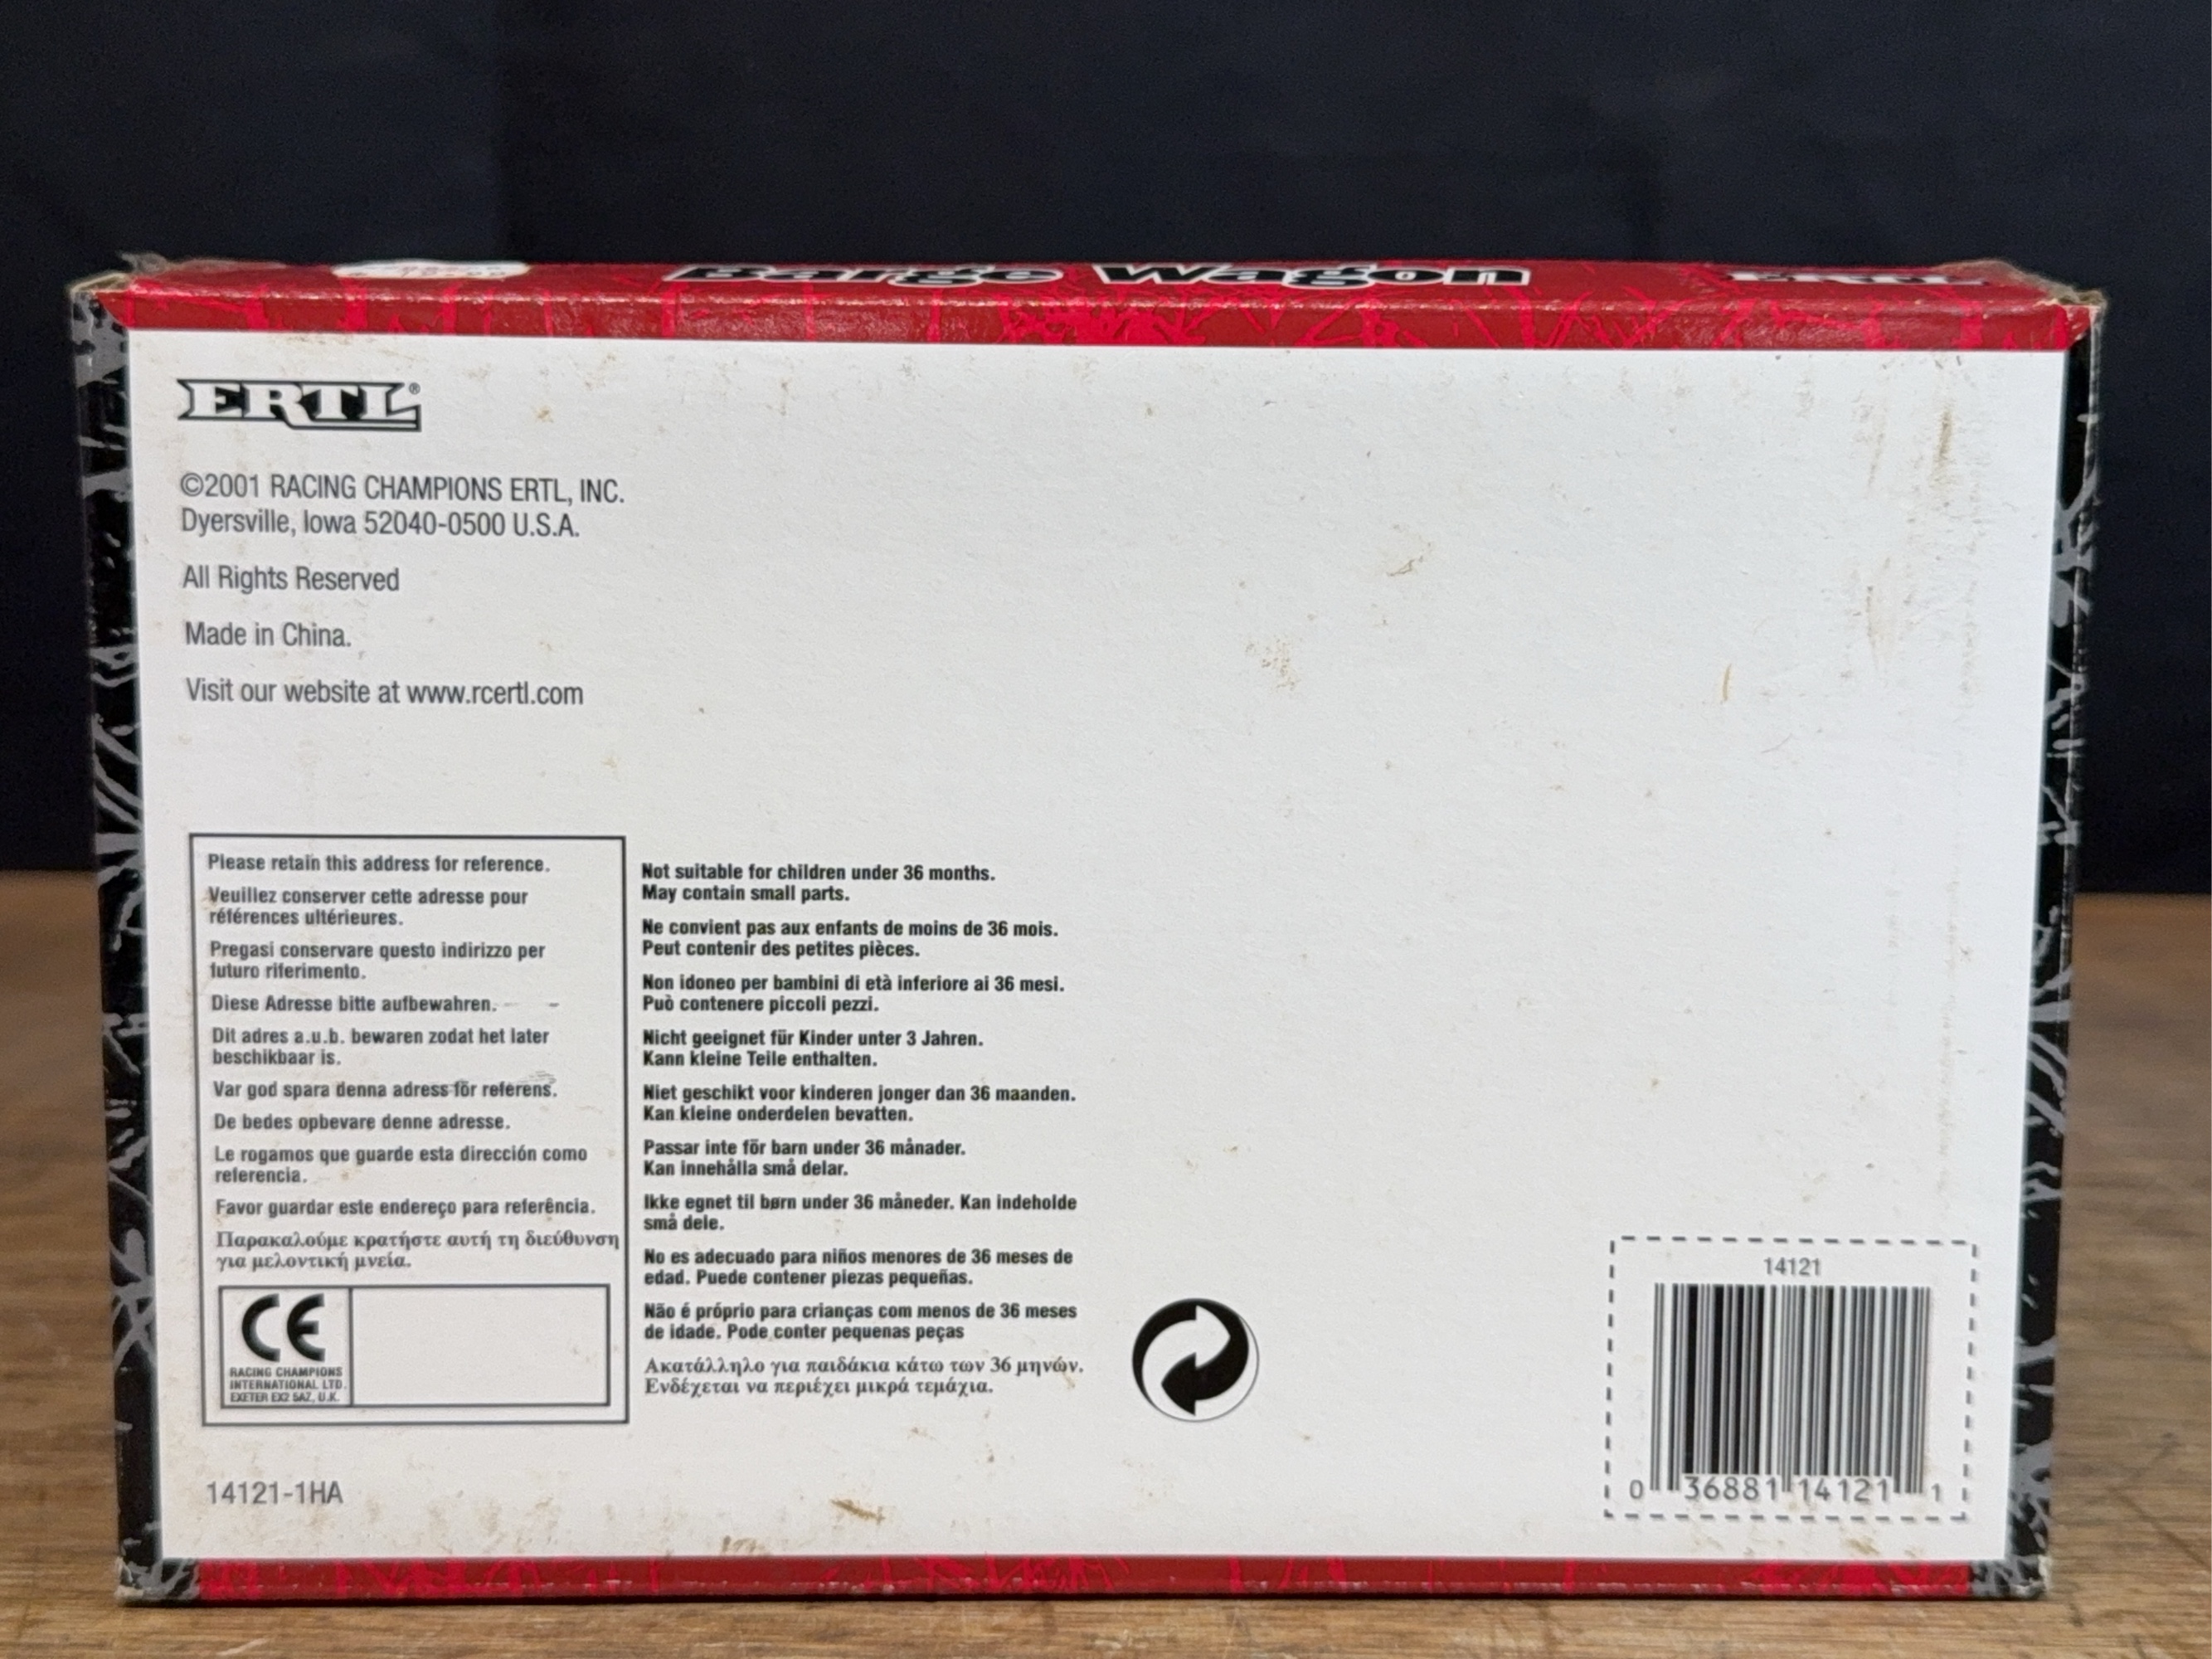 Barge Wagon
ERTL®
©2001 RACING CHAMPIONS ERTL, INC.
Dyersville, Iowa 52040-0500 U.S.A.
All Rights Reserved
Made in China.
Visit our website at www.rcertl.com
Please retain this address for reference.
Veuillez conserver cette adresse pour
références ultérieures.
Pregasi conservare questo indirizzo per
futuro riferimento.
Diese Adresse bitte aufbewahren.
Dit adres a.u.b. bewaren zodat het later
beschikbaar is.
Var god spara denna adress för referens.
De bedes opbevare denne adresse.
Le rogamos que guarde esta dirección como
referencia.
Favor guardar este endereço para referência.
Παρακαλούμε κρατήστε αυτή τη διεύθυνση
για μελοντική μνεία.
CE
RACING CHAMPIONS
INTERNATIONAL LTD.
EXETER EX2 5AZ, U.K.
14121-1HA
Not suitable for children under 36 months.
May contain small parts.
Ne convient pas aux enfants de moins de 36 mois.
Peut contenir des petites pièces.
Non idoneo per bambini di età inferiore ai 36 mesi.
Può contenere piccoli pezzi.
Nicht geeignet für Kinder unter 3 Jahren.
Kann kleine Teile enthalten.
Niet geschikt voor kinderen jonger dan 36 maanden.
Kan kleine onderdelen bevatten.
Passar inte för barn under 36 månader.
Kan innehålla små delar.
Ikke egnet til børn under 36 måneder. Kan indeholde
små dele.
No es adecuado para niños menores de 36 meses de
edad. Puede contener piezas pequeñas.
Não é próprio para crianças com menos de 36 meses
de idade. Pode conter pequenas peças
Ακατάλληλο για παιδάκια κάτω των 36 μηνών.
Ενδέχεται να περιέχει μικρά τεμάχια.
14121
0 36881 14121 1